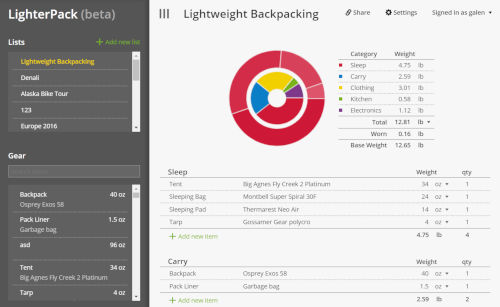 LighterPack (beta)
Lists
+ Add new list
Lightweight Backpacking
Denali
Alaska Bike Tour
123
Europe 2016
Gear
Backpack 40 oz
Osprey Exos 58
Pack Liner 1.5 oz
Garbage bag
asd 96 oz
Tent 34 oz
Big Agnes Fly Creek 2 Platinum
Tarp 4 oz
Lightweight Backpacking
Share
Settings
Signed in as galen
Category Weight
Sleep 4.75 lb
Carry 2.59 lb
Clothing 3.01 lb
Kitchen 0.58 lb
Electronics 1.12 lb
Total 12.81 lb
Worn 0.16 lb
Base Weight 12.65 lb
Sleep Weight qty
Tent Big Agnes Fly Creek 2 Platinum 34 oz 1
Sleeping Bag Montbell Super Spiral 30F 24 oz 1
Sleeping Pad Thermarest Neo Air 14 oz 1
Tarp Gossamer Gear polycro 4 oz 1
+ Add new item 4.75 lb 4
Carry Weight qty
Backpack Osprey Exos 58 40 oz 1
Pack Liner Garbage bag 1.5 oz 1
+ Add new item 2.59 lb 2